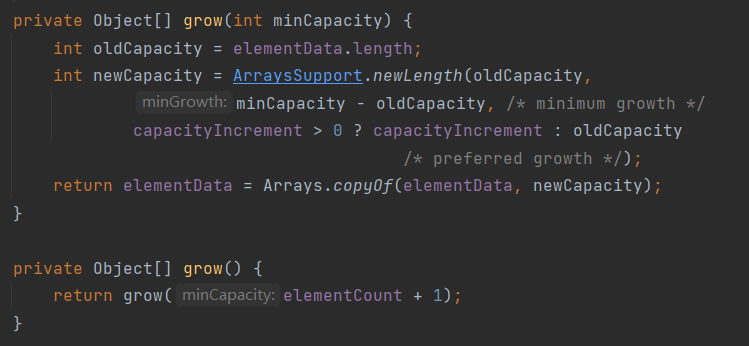 private Object[] grow(int minCapacity) {
    int oldCapacity = elementData.length;
    int newCapacity = ArraysSupport.newLength(oldCapacity,
            minGrowth: minCapacity - oldCapacity, /* minimum growth */
            capacityIncrement > 0 ? capacityIncrement : oldCapacity
                                    /* preferred growth */);
    return elementData = Arrays.copyOf(elementData, newCapacity);
}
private Object[] grow() {
    return grow( minCapacity: elementCount + 1);
}